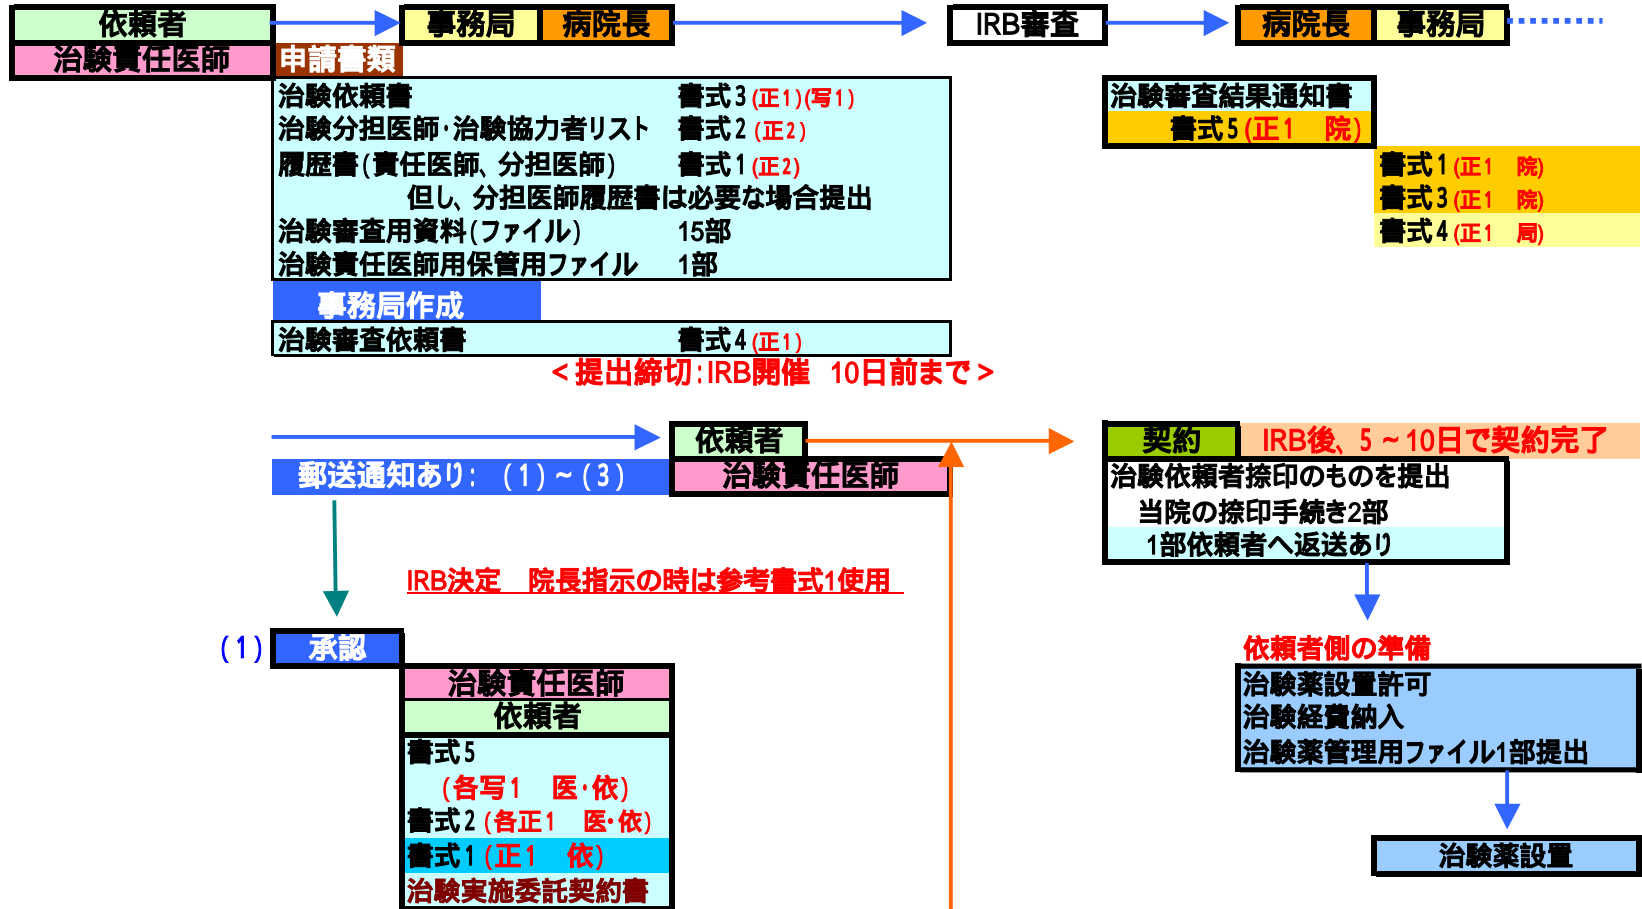 依頼者 事務局 病院長 IRB審査 病院長 事務局
治験責任医師 申請書類
治験依頼書 書式3(正1)(写1)
治験分担医師・治験協力者リスト 書式2(正2)
履歴書(責任医師、分担医師) 書式1(正2)
但し、分担医師履歴書は必要な場合提出
治験審査用資料(ファイル) 15部
治験責任医師用保管用ファイル 1部
治験審査結果通知書
書式5(正1 院)
書式1(正1 院)
書式3(正1 院)
書式4(正1 局)
事務局作成
治験審査依頼書 書式4(正1)
<提出締切:IRB開催 10日前まで>
依頼者
郵送通知あり: (1)~(3) 治験責任医師
契約 IRB後、5~10日で契約完了
治験依頼者捺印のものを提出
当院の捺印手続き2部
1部依頼者へ返送あり
IRB決定 院長指示の時は参考書式1使用
(1) 承認
治験責任医師
依頼者
書式5
(各写1 医・依)
書式2(各正1 医・依)
書式1(正1 依)
治験実施委託契約書
依頼者側の準備
治験薬設置許可
治験経費納入
治験薬管理用ファイル1部提出
治験薬設置